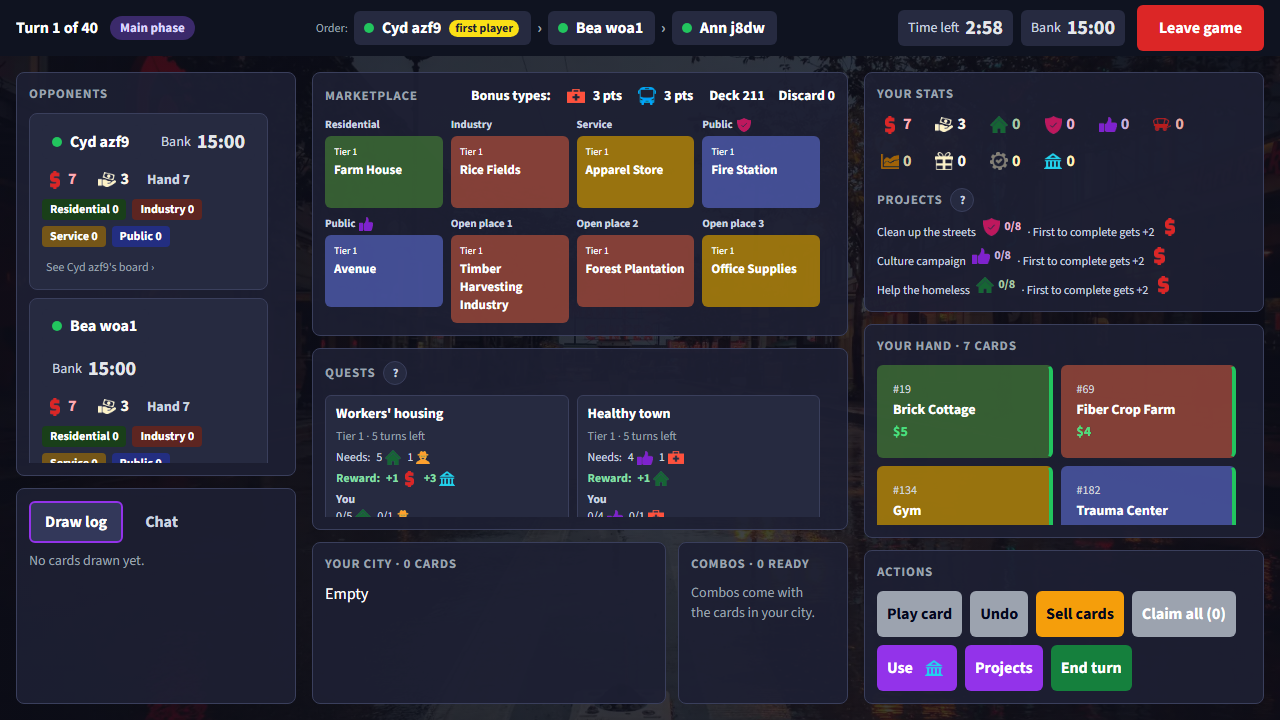 Turn 1 of 40
Main phase
Order:
Cyd azf9
first player
›
Bea woa1
›
Ann j8dw
Time left 2:58
Bank 15:00
Leave game
OPPONENTS
Cyd azf9
Bank 15:00
7
3
Hand 7
Residential 0
Industry 0
Service 0
Public 0
See Cyd azf9's board ›
Bea woa1
Bank 15:00
7
3
Hand 7
Residential 0
Industry 0
Service 0
Public 0
Draw log
Chat
No cards drawn yet.
MARKETPLACE
Bonus types:
3 pts
3 pts
Deck 211
Discard 0
Residential
Industry
Service
Public
Tier 1
Farm House
Tier 1
Rice Fields
Tier 1
Apparel Store
Tier 1
Fire Station
Public
Open place 1
Open place 2
Open place 3
Tier 1
Avenue
Tier 1
Timber
Harvesting
Industry
Tier 1
Forest Plantation
Tier 1
Office Supplies
QUESTS
?
Workers' housing
Tier 1 · 5 turns left
Needs: 5 1
Reward: +1 +3
You
0/5 0/1
Healthy town
Tier 1 · 5 turns left
Needs: 4 1
Reward: +1
You
0/4 0/1
YOUR CITY · 0 CARDS
Empty
COMBOS · 0 READY
Combos come with
the cards in your city.
YOUR STATS
7 3 0 0 0 0
0 0 0 0
PROJECTS
?
Clean up the streets 0/8 · First to complete gets +2
Culture campaign 0/8 · First to complete gets +2
Help the homeless 0/8 · First to complete gets +2
YOUR HAND · 7 CARDS
#19
Brick Cottage
$5
#69
Fiber Crop Farm
$4
#134
Gym
#182
Trauma Center
ACTIONS
Play card
Undo
Sell cards
Claim all (0)
Use
Projects
End turn